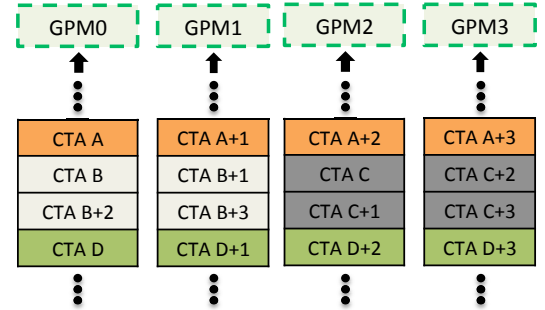 GPM0 GPM1 GPM2 GPM3
CTA A CTA A+1 CTA A+2 CTA A+3
CTA B CTA B+1 CTA C CTA C+2
CTA B+2 CTA B+3 CTA C+1 CTA C+3
CTA D CTA D+1 CTA D+2 CTA D+3